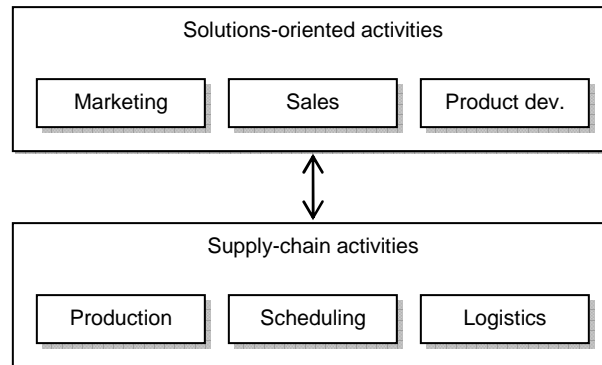 Solutions-oriented activities
Marketing
Sales
Product dev.
Supply-chain activities
Production
Scheduling
Logistics